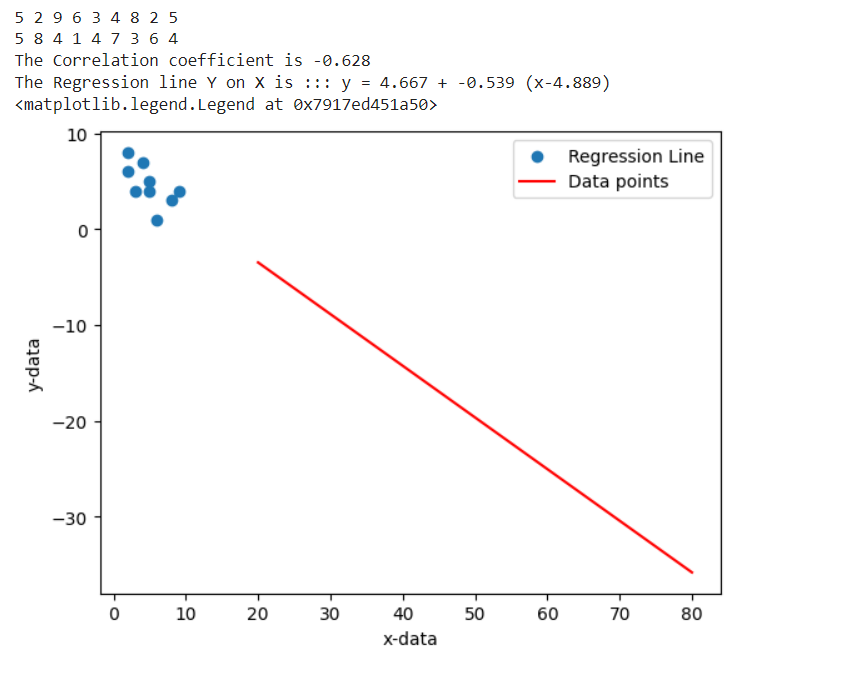 5 2 9 6 3 4 8 2 5
5 8 4 1 4 7 3 6 4
The Correlation coefficient is -0.628
The Regression line Y on X is ::: y = 4.667 + -0.539 (x-4.889)
<matplotlib.legend.Legend at 0x7917ed451a50>
10
Regression Line
Data points
0
−10
y-data
−20
−30
0 10 20 30 40 50 60 70 80
x-data